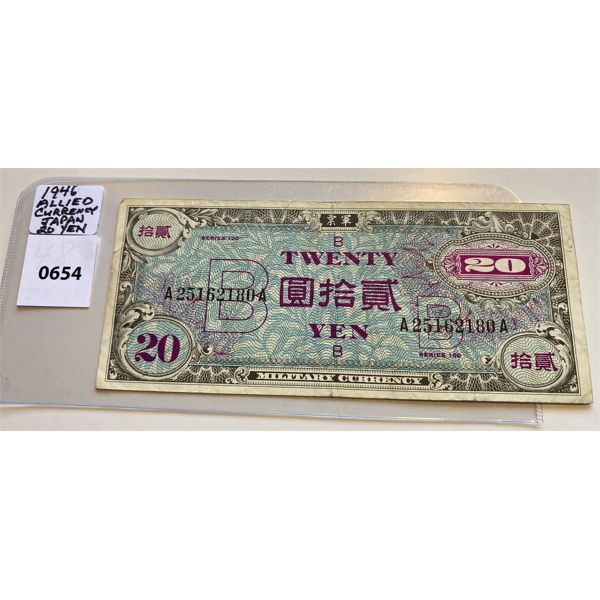 1946
ALLIED
CURRENCY
JAPAN
20 YEN
0654
拾貳
SERIES 100
B
TWENTY
20
B
A25162180A
圓拾貳
B
A25162180A
YEN
B
SERIES 100
20
拾貳
MILITARY CURRENCY